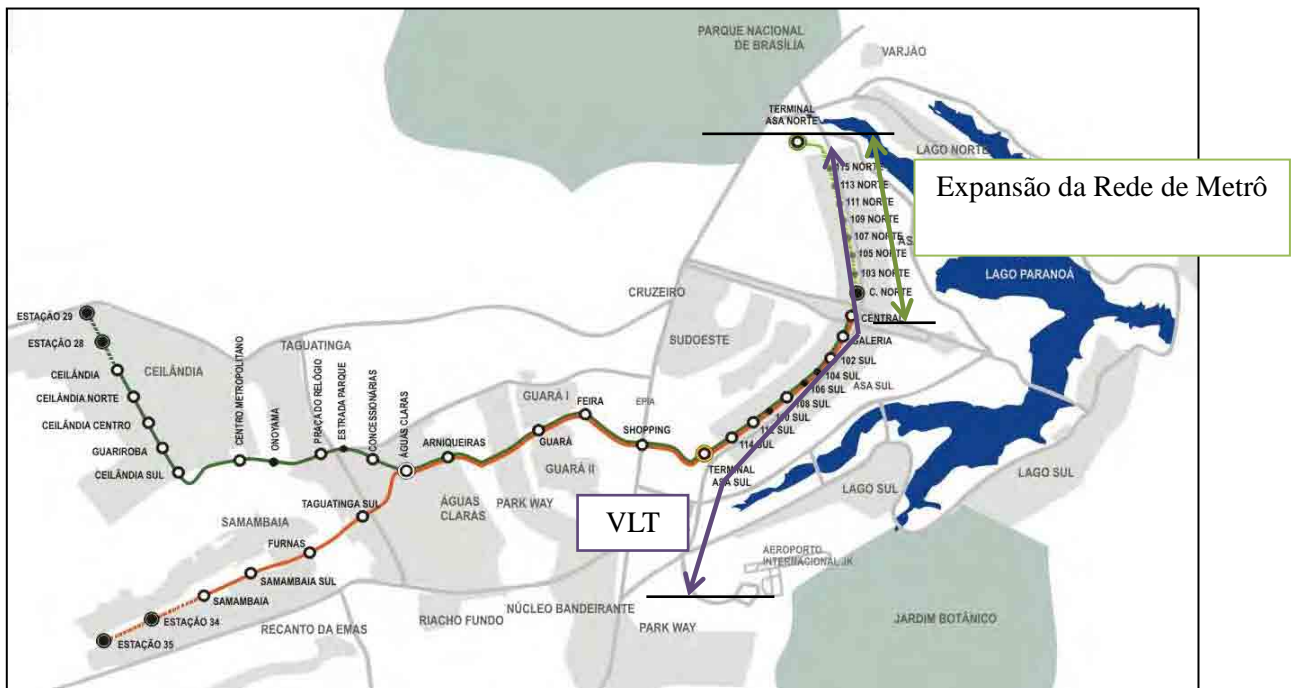 PARQUE NACIONAL
DE BRASÍLIA
VARJÃO
TERMINAL
ASA NORTE
LAGO NORTE
115 NORTE
113 NORTE
111 NORTE
109 NORTE
107 NORTE
105 NORTE
103 NORTE
C. NORTE
CENTRAL
GALERIA
Expansão da Rede de Metrô
LAGO PARANOÁ
CRUZEIRO
SUDOESTE
102 SUL
104 SUL
106 SUL
108 SUL
110 SUL
112 SUL
114 SUL
ASA SUL
TERMINAL
ASA SUL
ESTAÇÃO 29
ESTAÇÃO 28
CEILÂNDIA
CEILÂNDIA
TAGUATINGA
CEILÂNDIA NORTE
CEILÂNDIA CENTRO
GUARIROBA
CEILÂNDIA SUL
CENTRO METROPOLITANO
ONOYAMA
PRAÇA DO RELÓGIO
ESTRADA PARQUE
CONCESSIONÁRIAS
ÁGUAS CLARAS
ARNIQUEIRAS
GUARÁ I
FEIRA
EPIA
GUARÁ
SHOPPING
GUARÁ II
PARK WAY
ÁGUAS
CLARAS
TAGUATINGA SUL
SAMAMBAIA
FURNAS
SAMAMBAIA SUL
SAMAMBAIA
ESTAÇÃO 34
ESTAÇÃO 35
RECANTO DA EMAS
RIACHO FUNDO
NÚCLEO BANDEIRANTE
PARK WAY
VLT
AEROPORTO
INTERNACIONAL JK
LAGO SUL
LAGO SUL
JARDIM BOTÂNICO